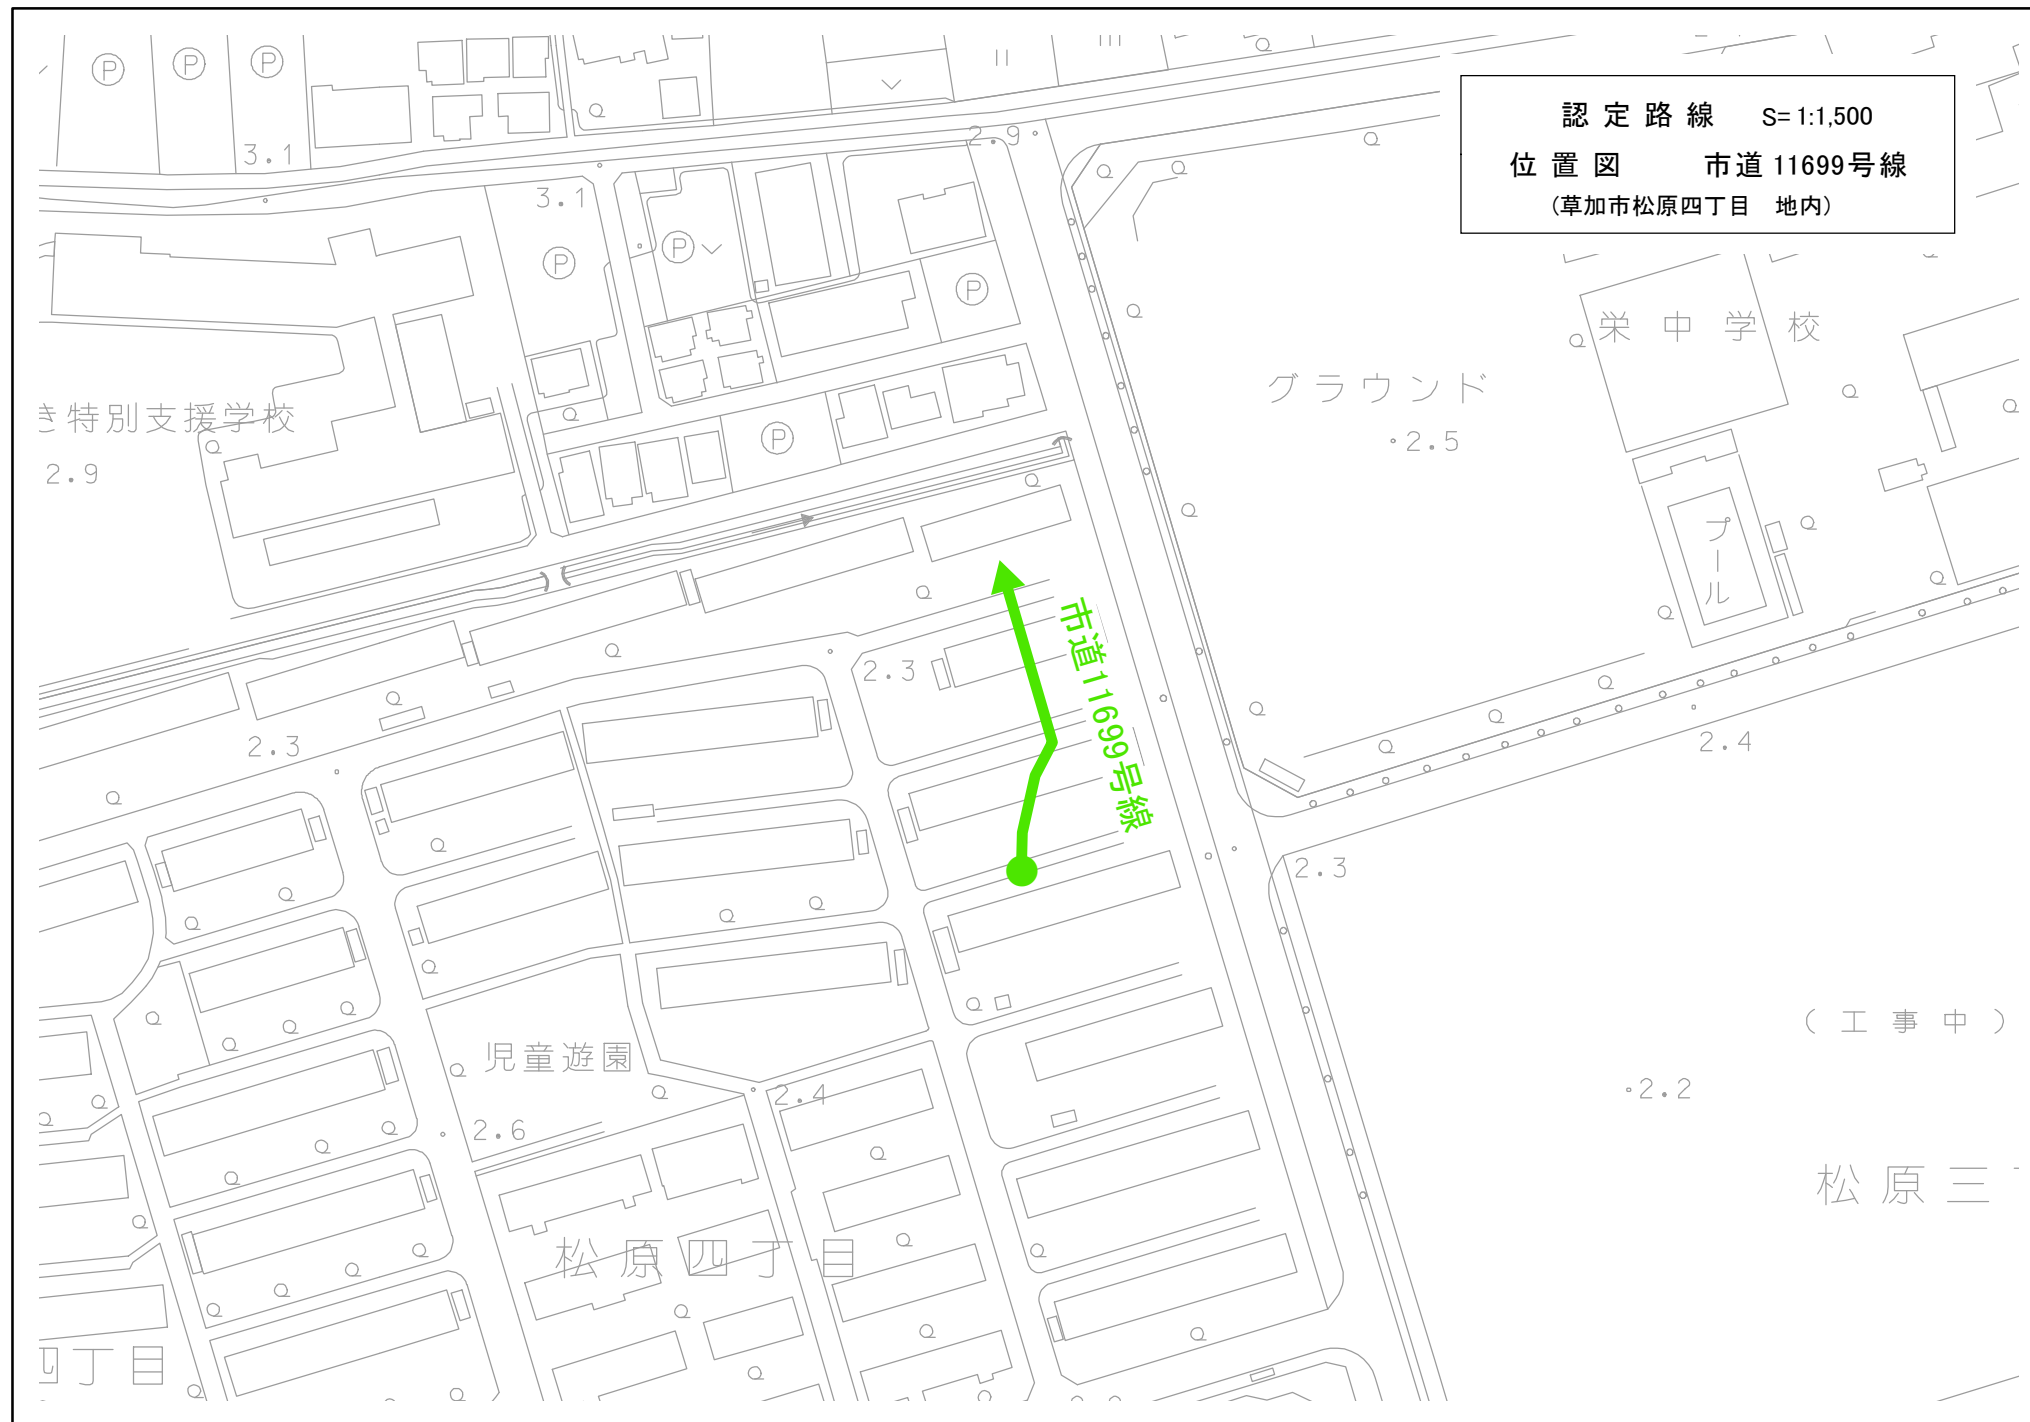 認定路線 S=1:1,500
位置図 市道11699号線
(草加市松原四丁目 地内)
P
P
P
3.1
2.9
3.1
P
P
P
栄中学校
グラウンド
2.5
き特別支援学校
2.9
P
プール
市道11699号線
2.3
2.3
2.4
2.3
(工事中)
児童遊園
2.4
2.2
2.6
松原三
松原四丁目
四丁目